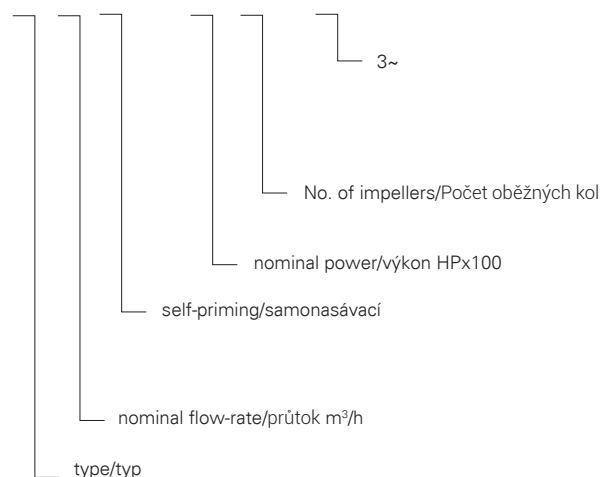 3~
No. of impellers/Počet oběžných kol
nominal power/výkon HPx100
self-priming/samonasávací
nominal flow-rate/průtok m³/h
type/typ